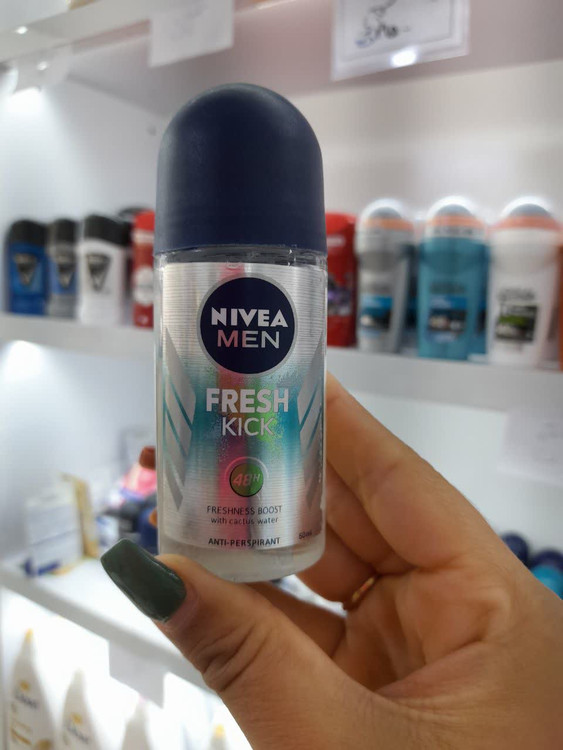 NIVEA
MEN
FRESH
KICK
48H
FRESHNESS BOOST
with cactus water
ANTI-PERSPIRANT